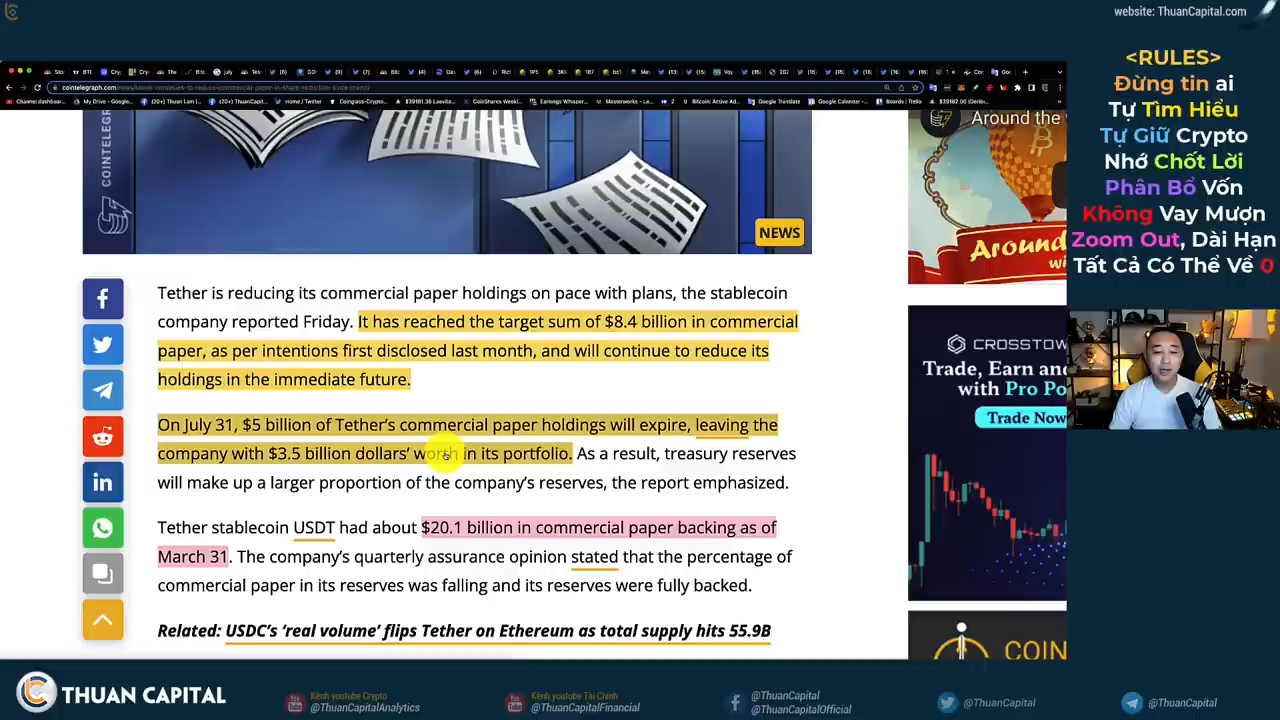 website: ThuanCapital.com
<RULES>
Đừng tin ai
Tự Tìm Hiểu
Tự Giữ Crypto
Nhớ Chốt Lời
Phân Bổ Vốn
Không Vay Mượn
Zoom Out, Dài Hạn
Tất Cả Có Thể Về 0
COINTELEGRAPH
NEWS
Around the
Around
wi
Tether is reducing its commercial paper holdings on pace with plans, the stablecoin
company reported Friday. It has reached the target sum of $8.4 billion in commercial
paper, as per intentions first disclosed last month, and will continue to reduce its
holdings in the immediate future.
On July 31, $5 billion of Tether's commercial paper holdings will expire, leaving the
company with $3.5 billion dollars' worth in its portfolio. As a result, treasury reserves
will make up a larger proportion of the company's reserves, the report emphasized.
Tether stablecoin USDT had about $20.1 billion in commercial paper backing as of
March 31. The company's quarterly assurance opinion stated that the percentage of
commercial paper in its reserves was falling and its reserves were fully backed.
Related: USDC's 'real volume' flips Tether on Ethereum as total supply hits 55.9B
CROSSTOW
Trade, Earn and
with Pro Po
Trade Now
COIN
THUAN CAPITAL
Kênh youtube Crypto
@ThuanCapitalAnalytics
Kênh youtube Tài Chính
@ThuanCapitalFinancial
@ThuanCapital
@ThuanCapitalOfficial
@ThuanCapital
@ThuanCapital